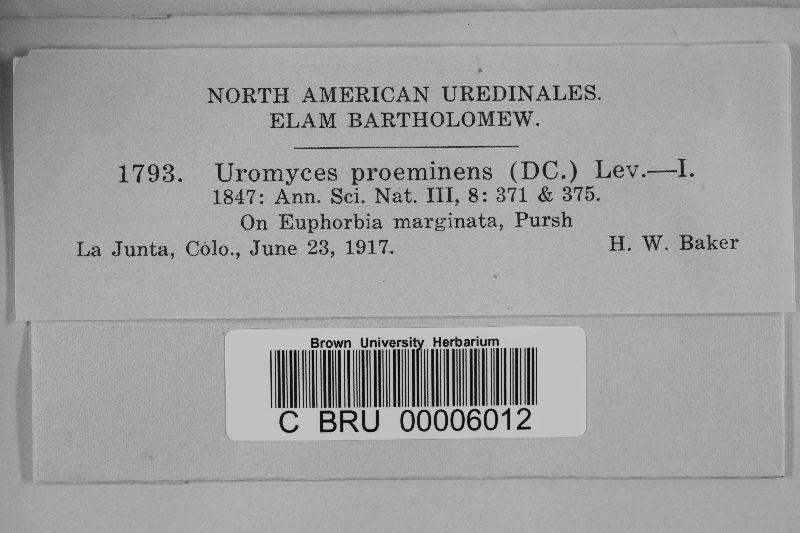 NORTH AMERICAN UREDINALES.
ELAM BARTHOLOMEW.
1793. Uromyces proeminens (DC.) Lev.—I.
1847: Ann. Sci. Nat. III, 8: 371 & 375.
On Euphorbia marginata, Pursh
La Junta, Colo., June 23, 1917. H. W. Baker
Brown University Herbarium
C BRU 00006012